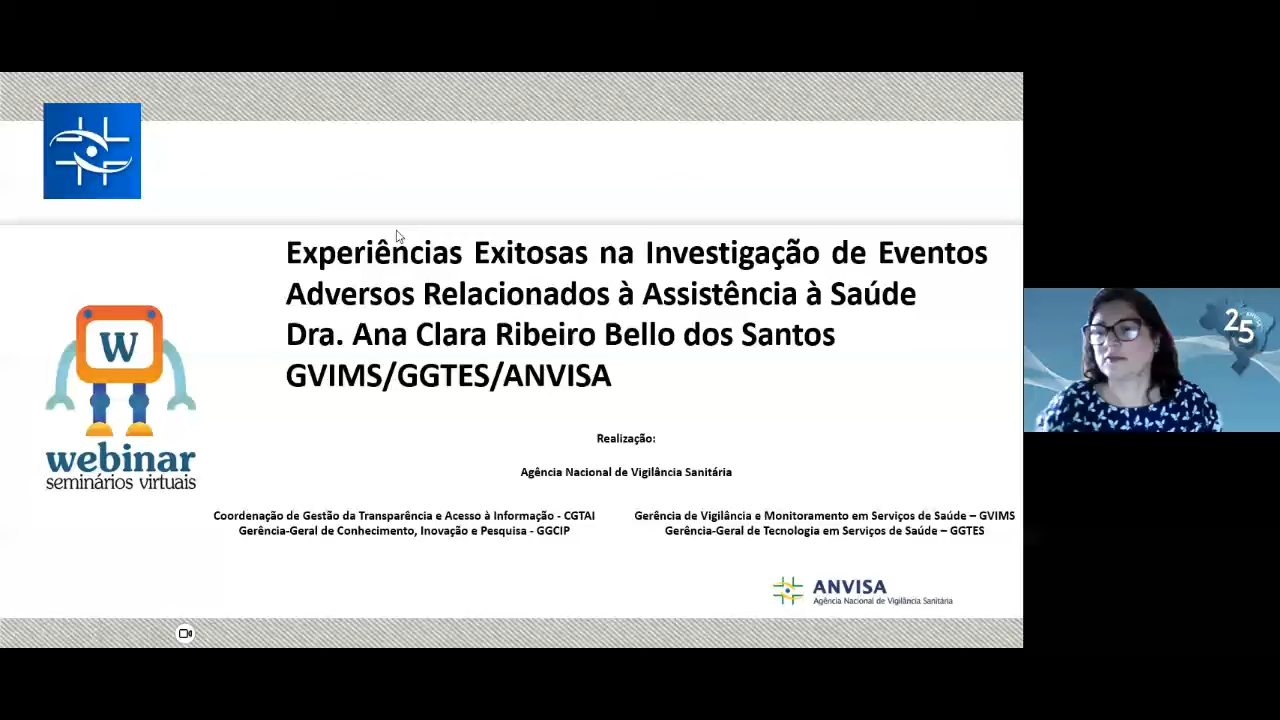 Experiências Exitosas na Investigação de Eventos
Adversos Relacionados à Assistência à Saúde
Dra. Ana Clara Ribeiro Bello dos Santos
GVIMS/GGTES/ANVISA
W
webinar
seminários virtuais
Realização:
Agência Nacional de Vigilância Sanitária
Coordenação de Gestão da Transparência e Acesso à Informação - CGTAI
Gerência-Geral de Conhecimento, Inovação e Pesquisa - GGCIP
Gerência de Vigilância e Monitoramento em Serviços de Saúde – GVIMS
Gerência-Geral de Tecnologia em Serviços de Saúde – GGTES
ANVISA
Agência Nacional de Vigilância Sanitária
25